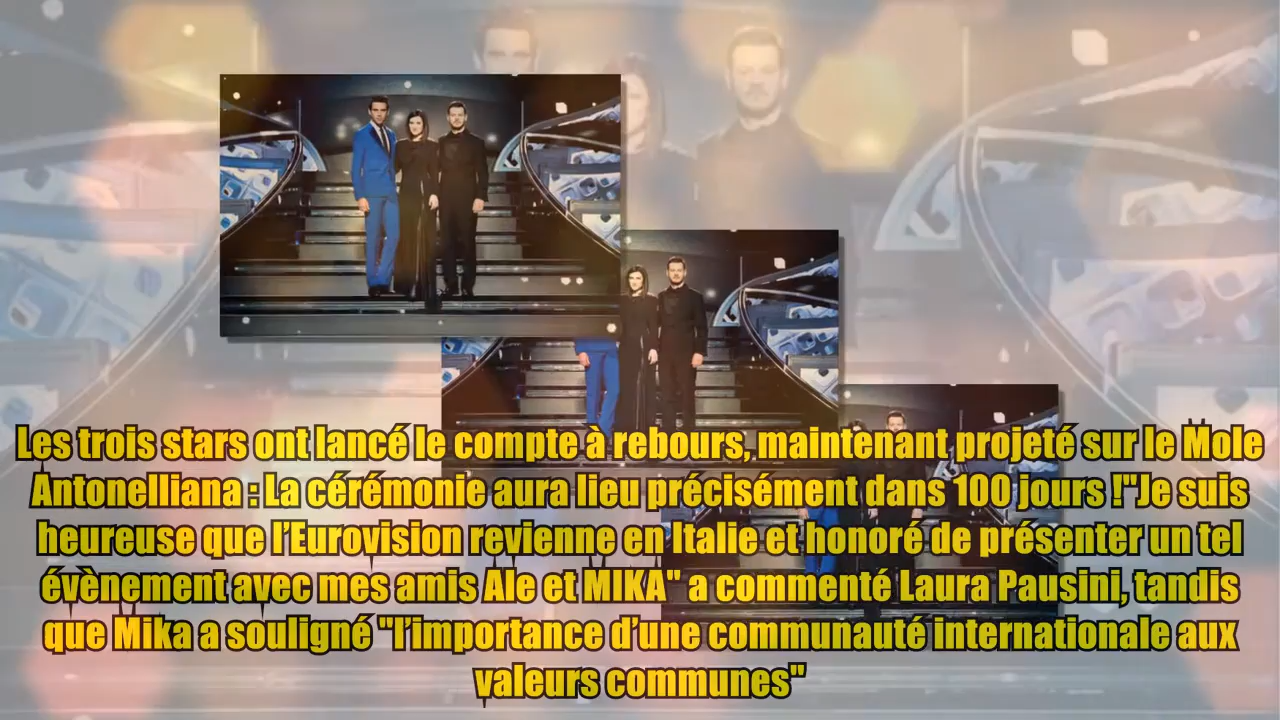 Les trois stars ont lancé le compte à rebours, maintenant projeté sur le Mole
Antonelliana : La cérémonie aura lieu précisément dans 100 jours !"Je suis
heureuse que l’Eurovision revienne en Italie et honoré de présenter un tel
évènement avec mes amis Ale et MIKA" a commenté Laura Pausini, tandis
que Mika a souligné "l’importance d’une communauté internationale aux
valeurs communes"